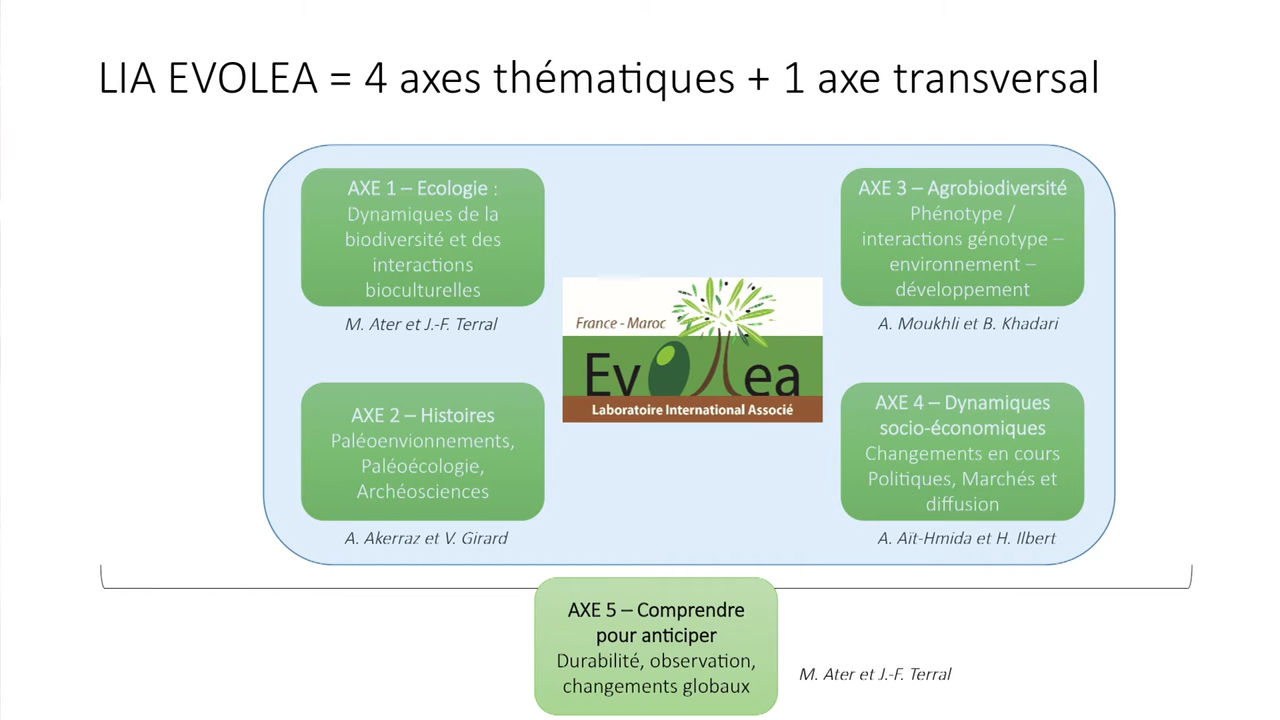 LIA EVOLEA = 4 axes thématiques + 1 axe transversal
AXE 1 – Ecologie :
Dynamiques de la
biodiversité et des
interactions
bioculturelles
M. Ater et J.-F. Terral
AXE 2 – Histoires
Paléoenvionnements,
Paléoécologie,
Archéosciences
A. Akerraz et V. Girard
France - Maroc
Evolea
Laboratoire International Associé
AXE 3 – Agrobiodiversité
Phénotype /
interactions génotype –
environnement –
développement
A. Moukhli et B. Khadari
AXE 4 – Dynamiques
socio-économiques
Changements en cours
Politiques, Marchés et
diffusion
A. Aït-Hmida et H. Ilbert
AXE 5 – Comprendre
pour anticiper
Durabilité, observation,
changements globaux
M. Ater et J.-F. Terral